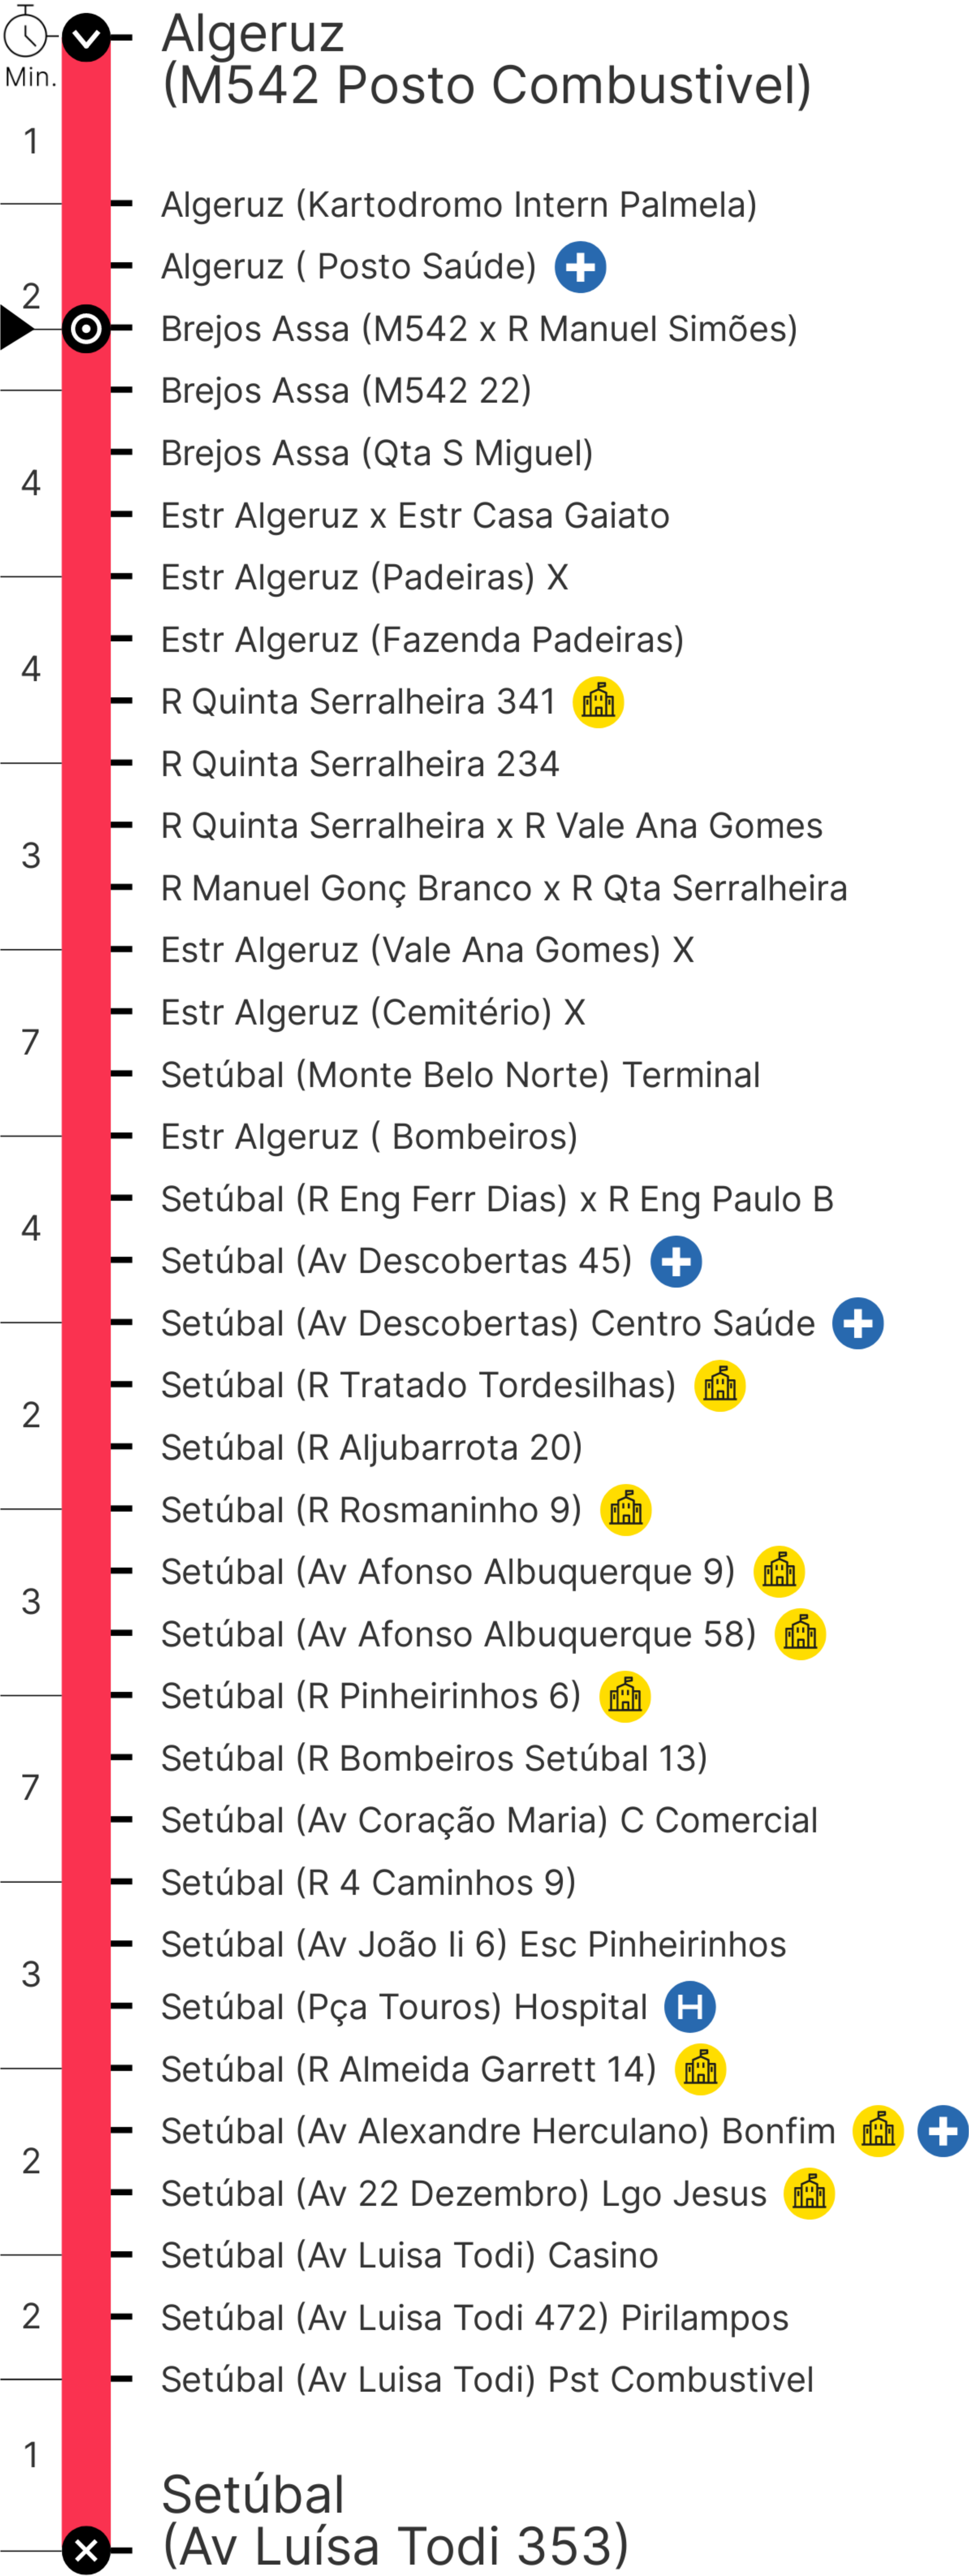 Algeruz
(M542 Posto Combustivel)
Min.
1
Algeruz (Kartodromo Intern Palmela)
Algeruz ( Posto Saúde)
2
Brejos Assa (M542 x R Manuel Simões)
Brejos Assa (M542 22)
Brejos Assa (Qta S Miguel)
4
Estr Algeruz x Estr Casa Gaiato
Estr Algeruz (Padeiras) X
Estr Algeruz (Fazenda Padeiras)
4
R Quinta Serralheira 341
R Quinta Serralheira 234
R Quinta Serralheira x R Vale Ana Gomes
3
R Manuel Gonç Branco x R Qta Serralheira
Estr Algeruz (Vale Ana Gomes) X
Estr Algeruz (Cemitério) X
7
Setúbal (Monte Belo Norte) Terminal
Estr Algeruz ( Bombeiros)
Setúbal (R Eng Ferr Dias) x R Eng Paulo B
4
Setúbal (Av Descobertas 45)
Setúbal (Av Descobertas) Centro Saúde
Setúbal (R Tratado Tordesilhas)
2
Setúbal (R Aljubarrota 20)
Setúbal (R Rosmaninho 9)
Setúbal (Av Afonso Albuquerque 9)
3
Setúbal (Av Afonso Albuquerque 58)
Setúbal (R Pinheirinhos 6)
Setúbal (R Bombeiros Setúbal 13)
7
Setúbal (Av Coração Maria) C Comercial
Setúbal (R 4 Caminhos 9)
Setúbal (Av João Ii 6) Esc Pinheirinhos
3
Setúbal (Pça Touros) Hospital H
Setúbal (R Almeida Garrett 14)
Setúbal (Av Alexandre Herculano) Bonfim
2
Setúbal (Av 22 Dezembro) Lgo Jesus
Setúbal (Av Luisa Todi) Casino
2
Setúbal (Av Luisa Todi 472) Pirilampos
Setúbal (Av Luisa Todi) Pst Combustivel
1
Setúbal
(Av Luísa Todi 353)